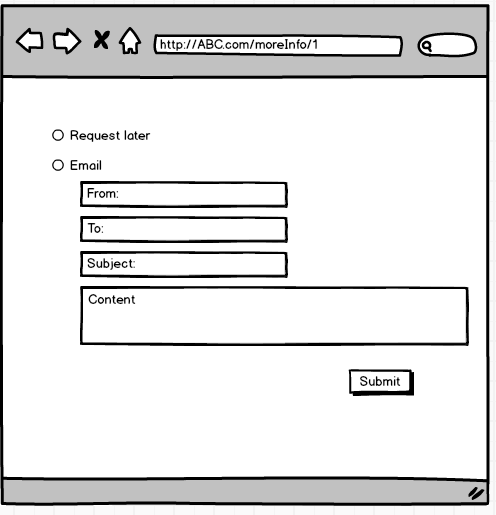 http://ABC.com/moreInfo/1
Request later
Email
From:
To:
Subject:
Content
Submit